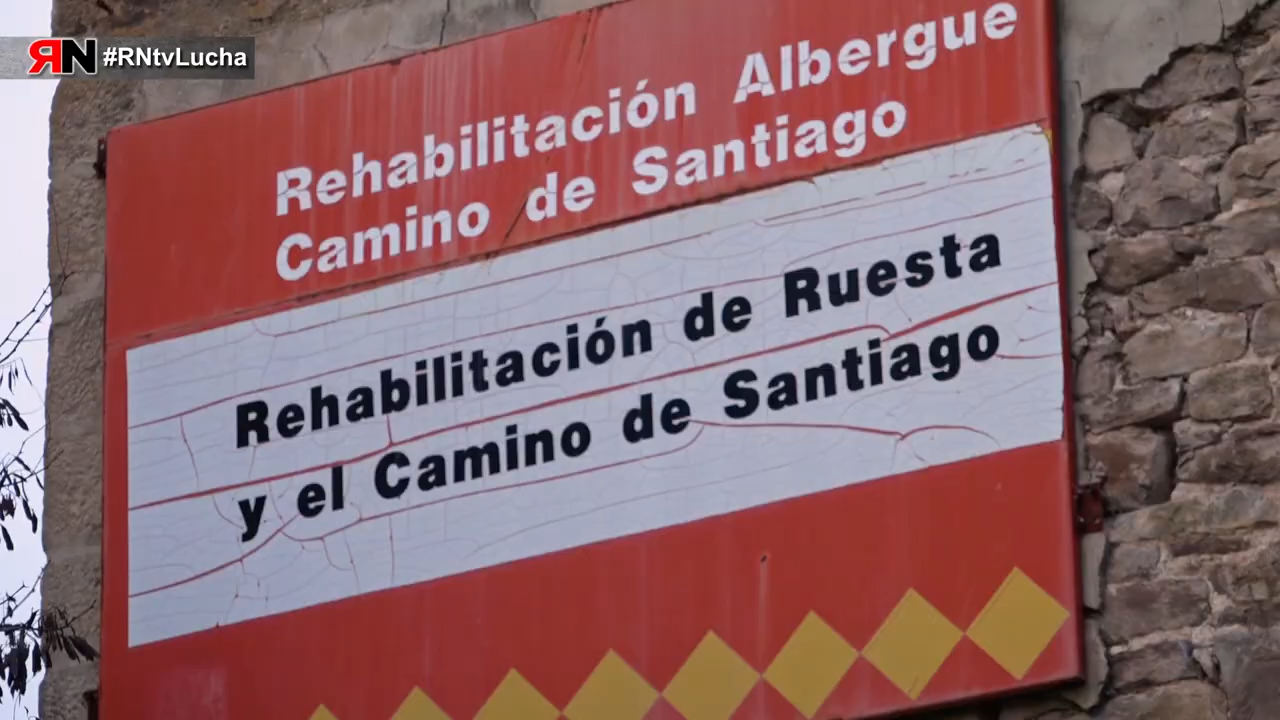 RN #RNtvLucha
Rehabilitación Albergue
Camino de Santiago
Rehabilitación de Ruesta
y el Camino de Santiago